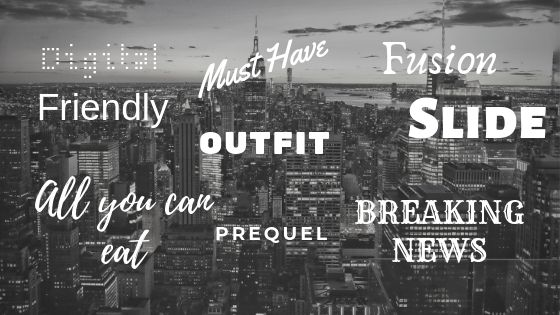 Digital
Friendly
All you can
eat
Must Have
OUTFIT
PREQUEL
Fusion
SLIDE
BREAKING
NEWS